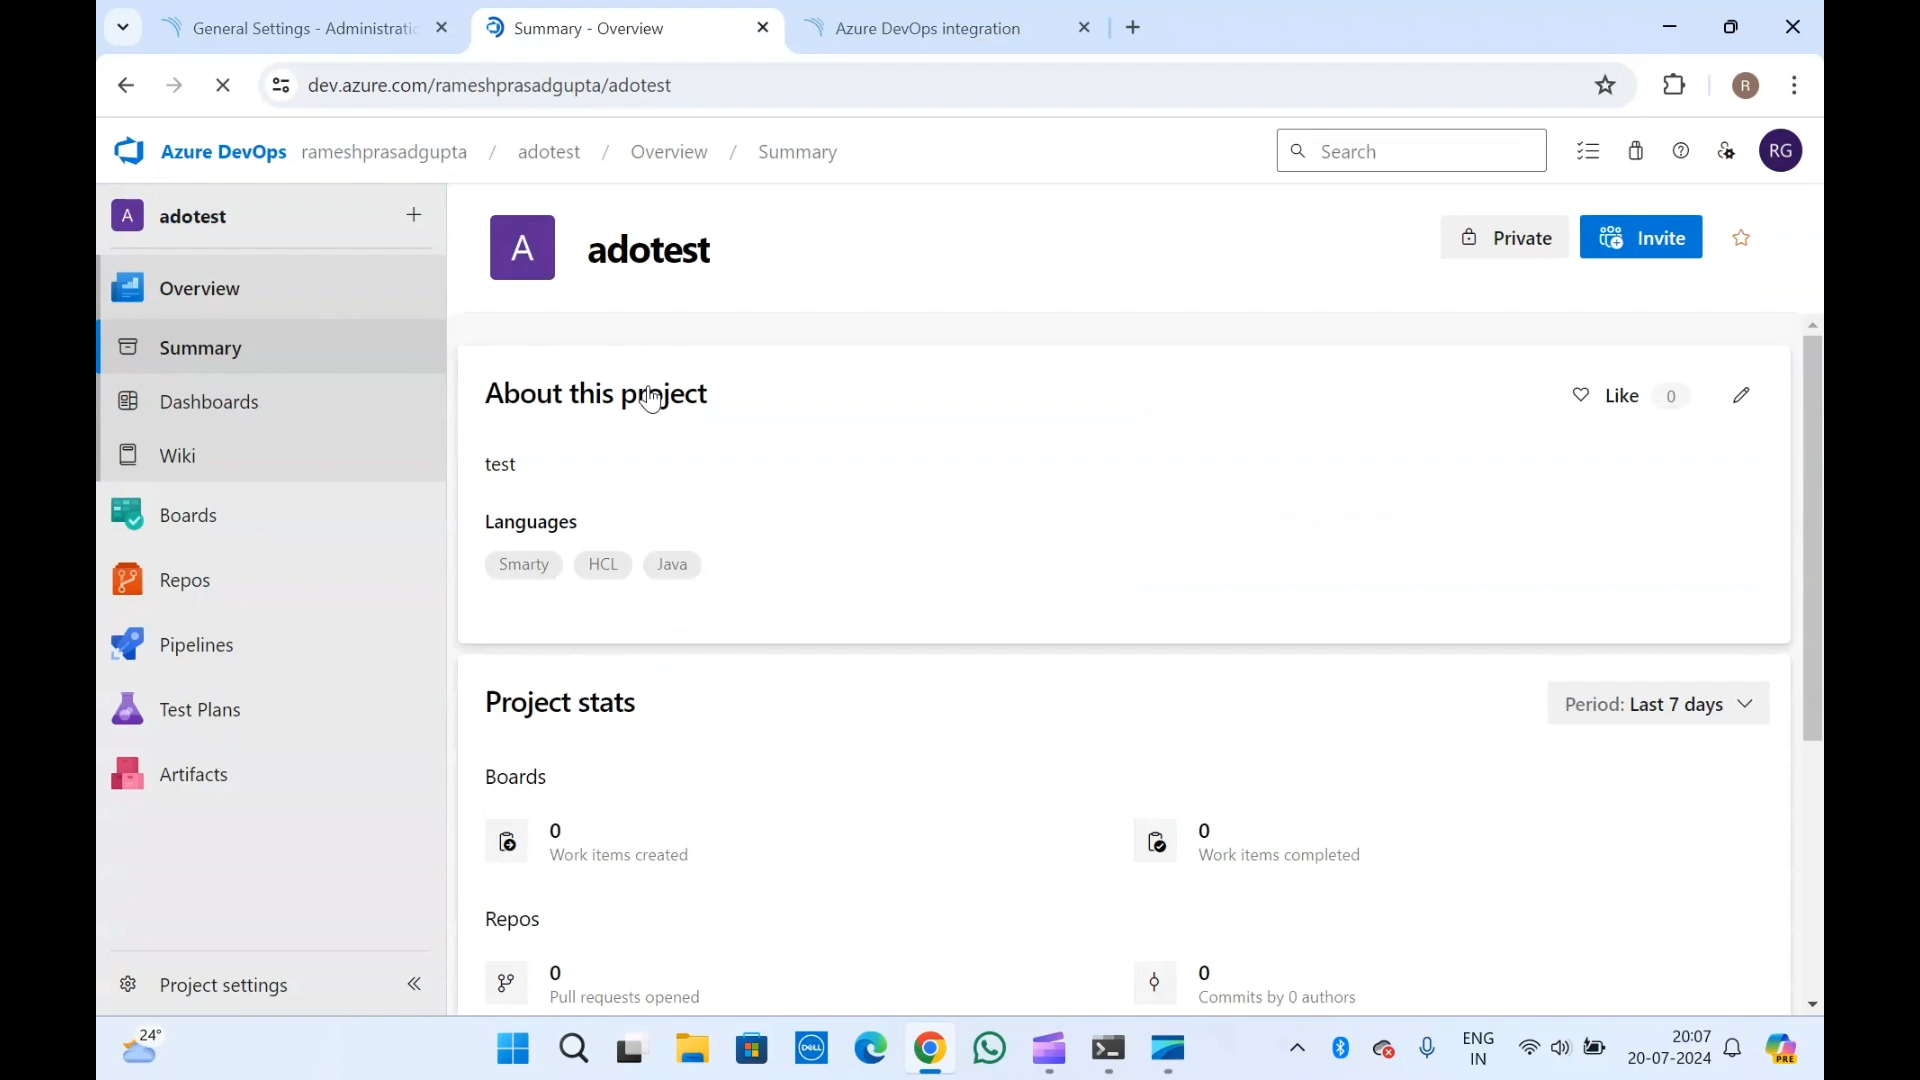 General Settings - Administratio
Summary - Overview
Azure DevOps integration
dev.azure.com/rameshprasadgupta/adotest
R
Azure DevOps rameshprasadgupta / adotest / Overview / Summary
Search
RG
A adotest
Overview
Summary
Dashboards
Wiki
Boards
Repos
Pipelines
Test Plans
Artifacts
Project settings
A adotest
Private
Invite
About this project
Like 0
test
Languages
Smarty HCL Java
Project stats
Period: Last 7 days
Boards
0
Work items created
0
Work items completed
Repos
0
Pull requests opened
0
Commits by 0 authors
24°
DELL
PRE
ENG
IN
20:07
20-07-2024